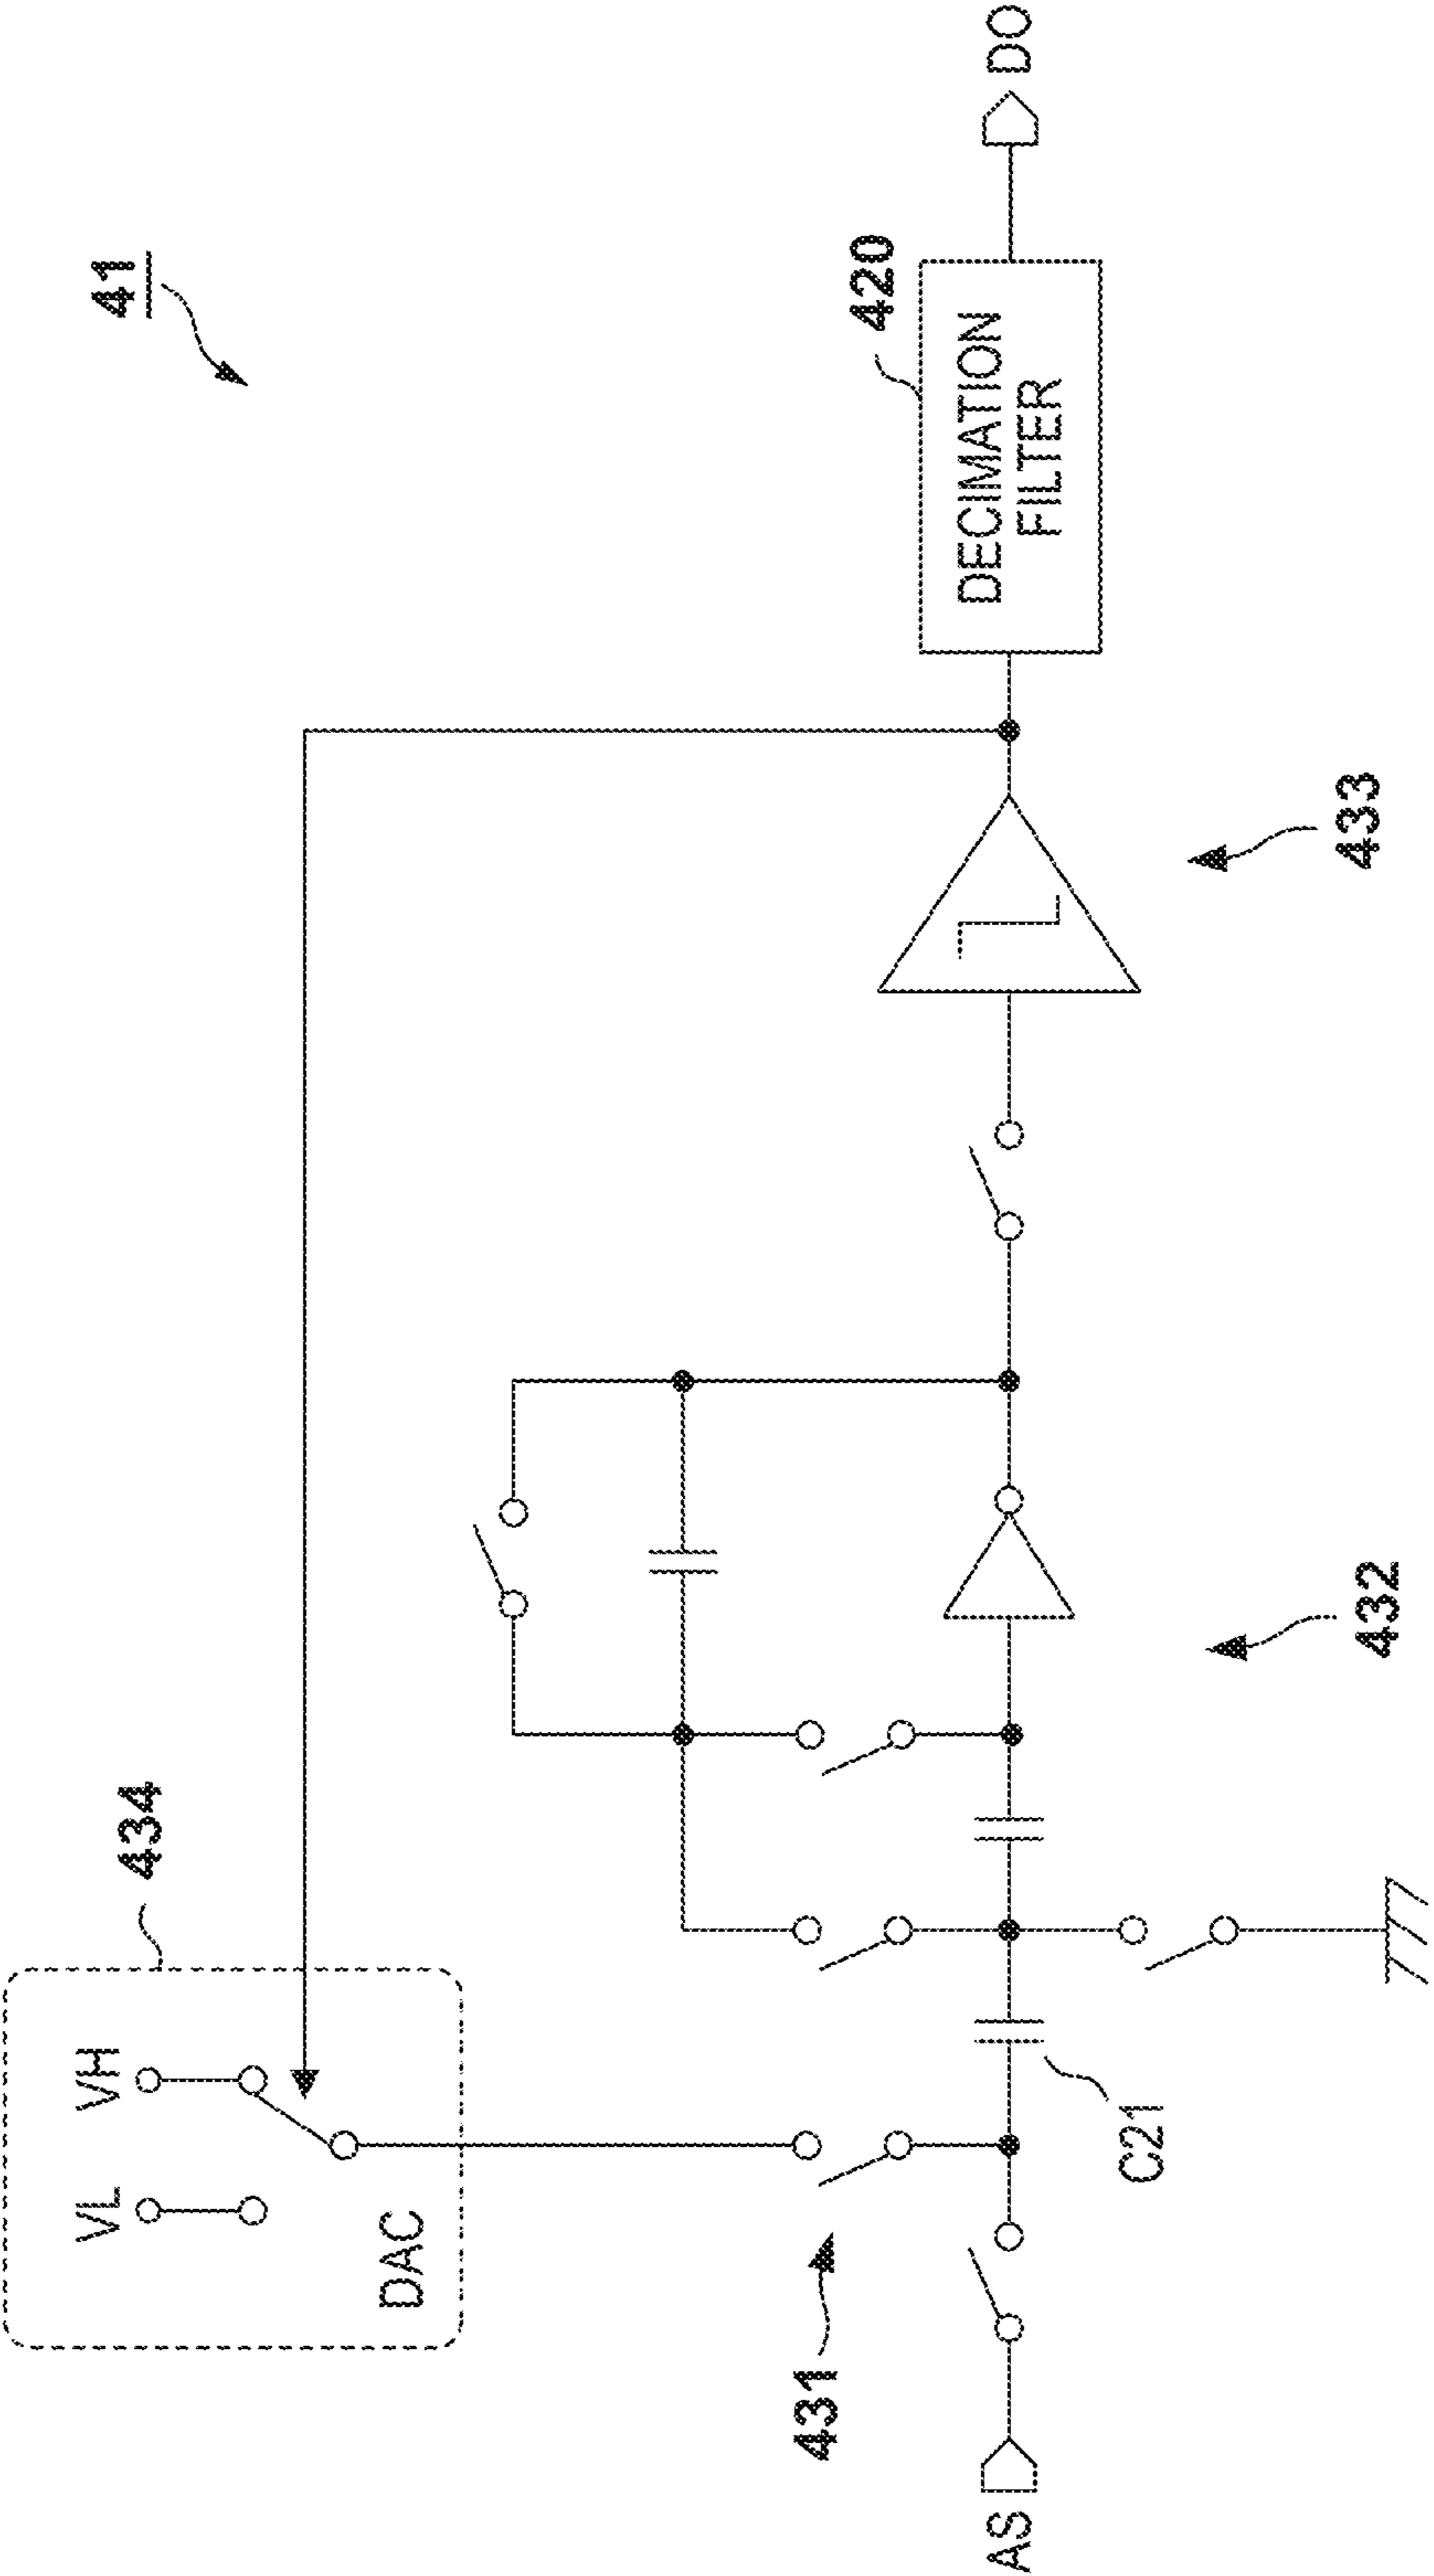 41
434
VL
VH
DAC
431
AS
C21
432
433
420
DECIMATION
FILTER
DO